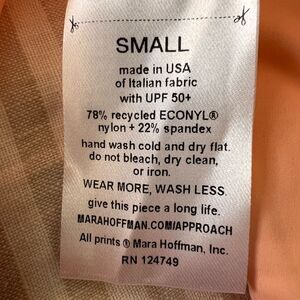 SMALL
made in USA
of Italian fabric
with UPF 50+
78% recycled ECONYL®
nylon + 22% spandex
hand wash cold and dry flat.
do not bleach, dry clean,
or iron.
WEAR MORE, WASH LESS.
give this piece a long life.
MARAHOFFMAN.COM/APPROACH
All prints ® Mara Hoffman, Inc.
RN 124749